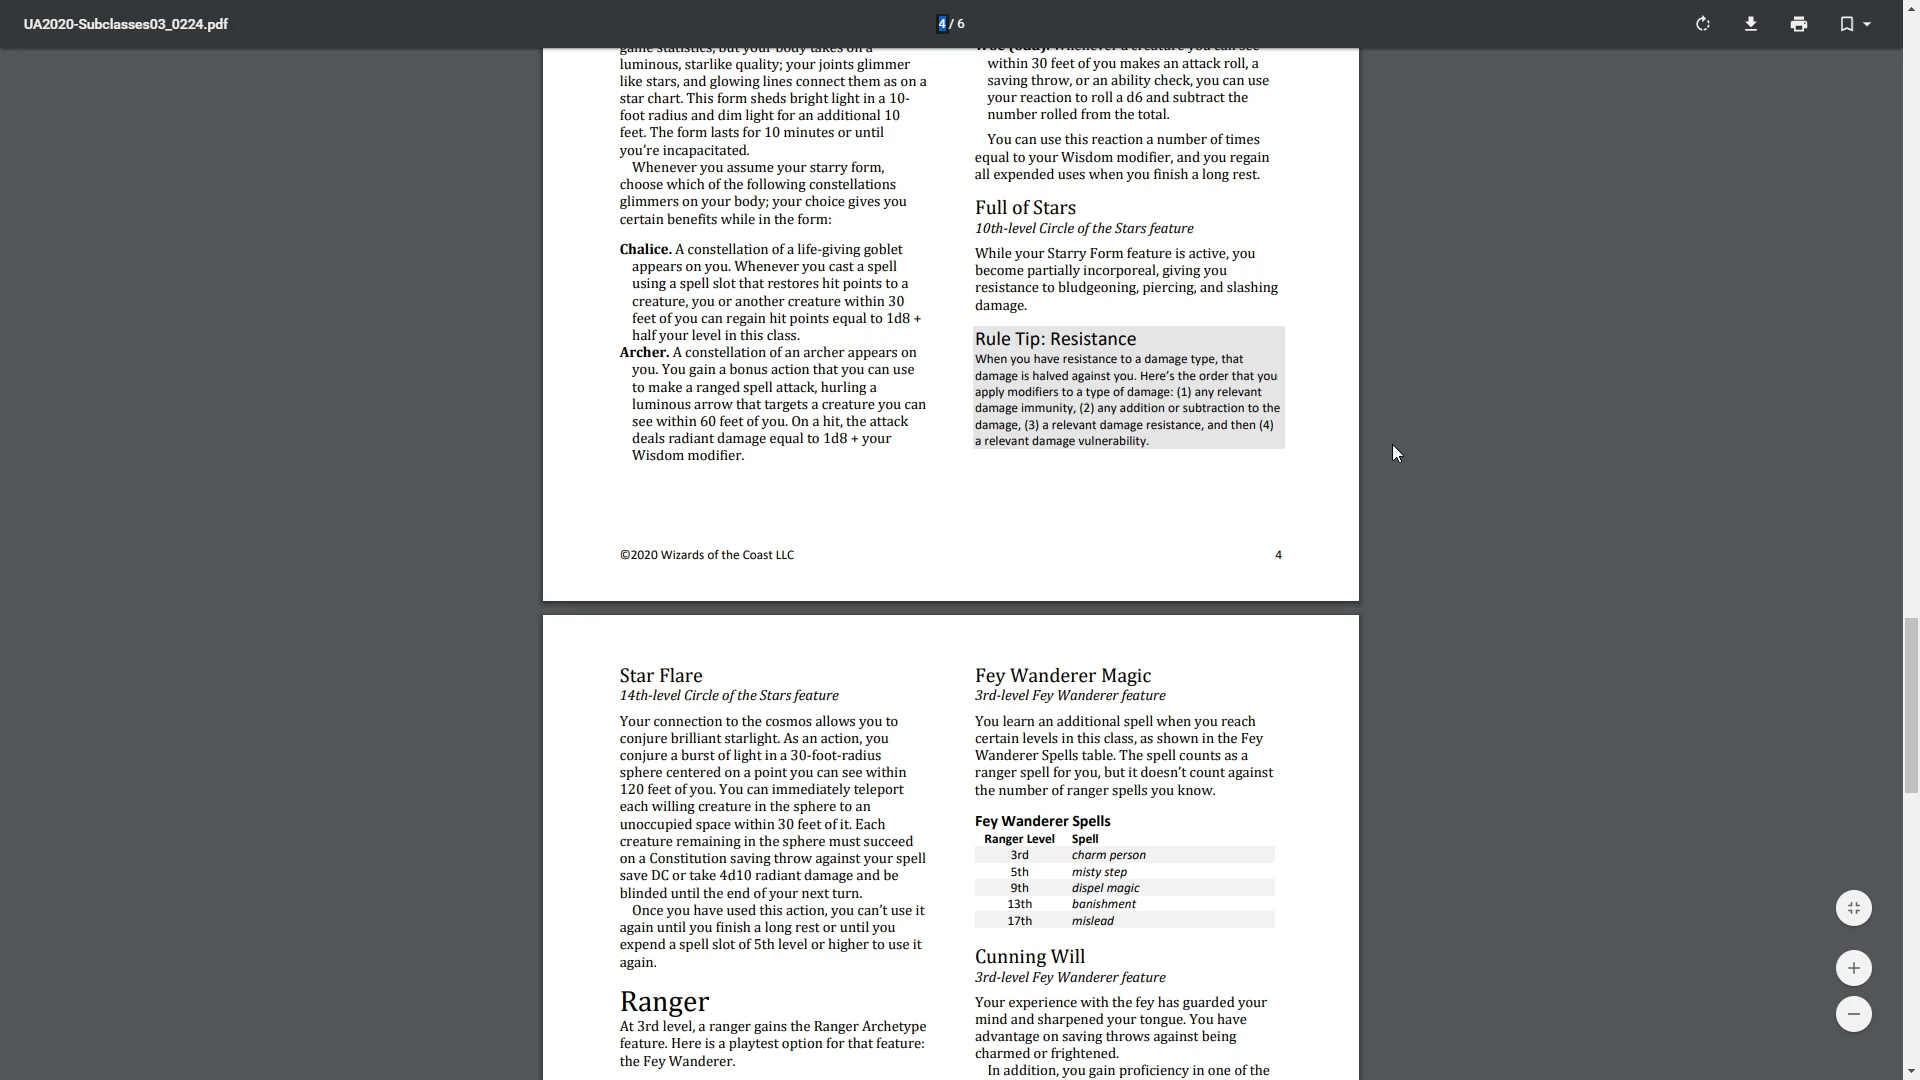 UA2020-Subclasses03_0224.pdf
4 / 6
game statistics, but your body takes on a
luminous, starlike quality; your joints glimmer
like stars, and glowing lines connect them as on a
star chart. This form sheds bright light in a 10-
foot radius and dim light for an additional 10
feet. The form lasts for 10 minutes or until
you're incapacitated.
Whenever you assume your starry form,
choose which of the following constellations
glimmers on your body; your choice gives you
certain benefits while in the form:
Chalice. A constellation of a life-giving goblet
appears on you. Whenever you cast a spell
using a spell slot that restores hit points to a
creature, you or another creature within 30
feet of you can regain hit points equal to 1d8 +
half your level in this class.
Archer. A constellation of an archer appears on
you. You gain a bonus action that you can use
to make a ranged spell attack, hurling a
luminous arrow that targets a creature you can
see within 60 feet of you. On a hit, the attack
deals radiant damage equal to 1d8 + your
Wisdom modifier.
Woe (odd). Whenever a creature you can see
within 30 feet of you makes an attack roll, a
saving throw, or an ability check, you can use
your reaction to roll a d6 and subtract the
number rolled from the total.
You can use this reaction a number of times
equal to your Wisdom modifier, and you regain
all expended uses when you finish a long rest.
Full of Stars
10th-level Circle of the Stars feature
While your Starry Form feature is active, you
become partially incorporeal, giving you
resistance to bludgeoning, piercing, and slashing
damage.
Rule Tip: Resistance
When you have resistance to a damage type, that
damage is halved against you. Here's the order that you
apply modifiers to a type of damage: (1) any relevant
damage immunity, (2) any addition or subtraction to the
damage, (3) a relevant damage resistance, and then (4)
a relevant damage vulnerability.
©2020 Wizards of the Coast LLC
4
Star Flare
14th-level Circle of the Stars feature
Your connection to the cosmos allows you to
conjure brilliant starlight. As an action, you
conjure a burst of light in a 30-foot-radius
sphere centered on a point you can see within
120 feet of you. You can immediately teleport
each willing creature in the sphere to an
unoccupied space within 30 feet of it. Each
creature remaining in the sphere must succeed
on a Constitution saving throw against your spell
save DC or take 4d10 radiant damage and be
blinded until the end of your next turn.
Once you have used this action, you can't use it
again until you finish a long rest or until you
expend a spell slot of 5th level or higher to use it
again.
Ranger
At 3rd level, a ranger gains the Ranger Archetype
feature. Here is a playtest option for that feature:
the Fey Wanderer.
Fey Wanderer Magic
3rd-level Fey Wanderer feature
You learn an additional spell when you reach
certain levels in this class, as shown in the Fey
Wanderer Spells table. The spell counts as a
ranger spell for you, but it doesn't count against
the number of ranger spells you know.
Fey Wanderer Spells
Ranger Level Spell
3rd charm person
5th misty step
9th dispel magic
13th banishment
17th mislead
Cunning Will
3rd-level Fey Wanderer feature
Your experience with the fey has guarded your
mind and sharpened your tongue. You have
advantage on saving throws against being
charmed or frightened.
In addition, you gain proficiency in one of the